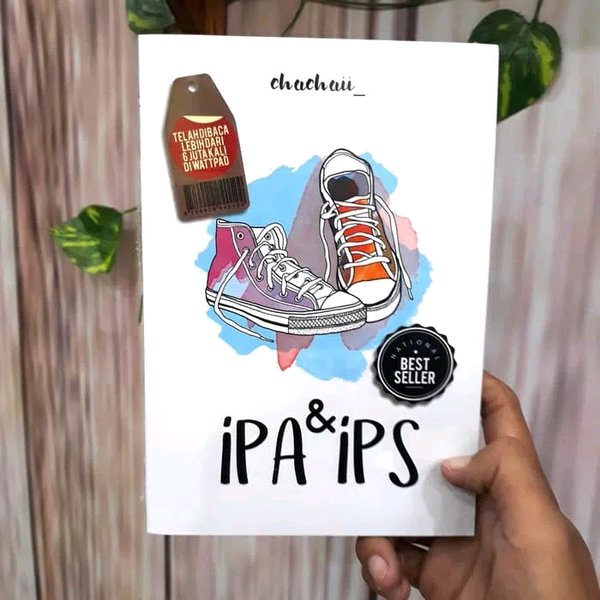 chachaii_
TELAH DIBACA
LEBIH DARI
6 JUTA KALI
DI WATTPAD
NATIONAL
BEST
SELLER
iPA & iPS